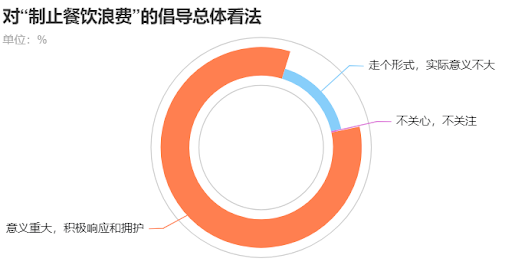 对“制止餐饮浪费”的倡导总体看法
单位：%
走个形式，实际意义不大
不关心，不关注
意义重大，积极响应和拥护